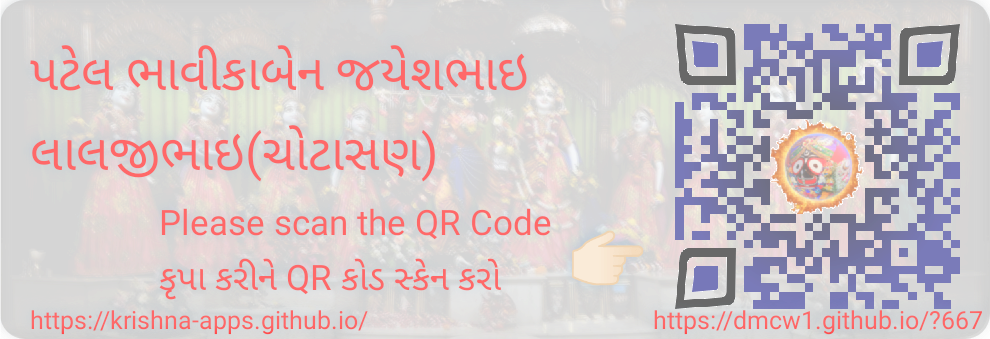 પટેલ ભાવીકાબેન જયેશભાઇ
લાલજીભાઇ(ચોટાસણ)
Please scan the QR Code
કૃપા કરીને QR કોડ સ્કેન કરો
https://krishna-apps.github.io/
https://dmcw1.github.io/?667